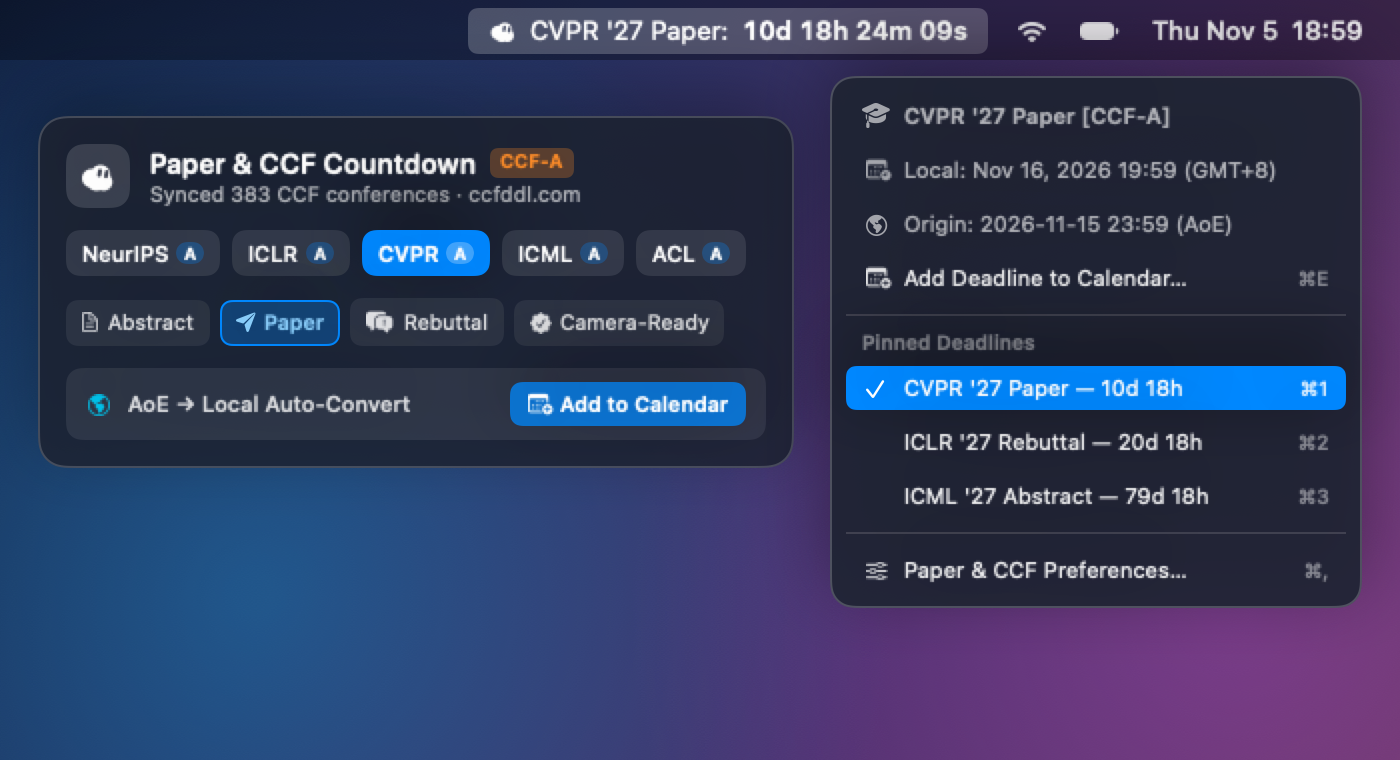 CVPR '27 Paper: 10d 18h 24m 09s
Thu Nov 5 18:59
Paper & CCF Countdown CCF-A
Synced 383 CCF conferences · ccfddl.com
NeurIPS A ICLR A CVPR A ICML A ACL A
Abstract Paper Rebuttal Camera-Ready
AoE → Local Auto-Convert Add to Calendar
CVPR '27 Paper [CCF-A]
Local: Nov 16, 2026 19:59 (GMT+8)
Origin: 2026-11-15 23:59 (AoE)
Add Deadline to Calendar... ⌘E
Pinned Deadlines
CVPR '27 Paper — 10d 18h ⌘1
ICLR '27 Rebuttal — 20d 18h ⌘2
ICML '27 Abstract — 79d 18h ⌘3
Paper & CCF Preferences... ⌘,